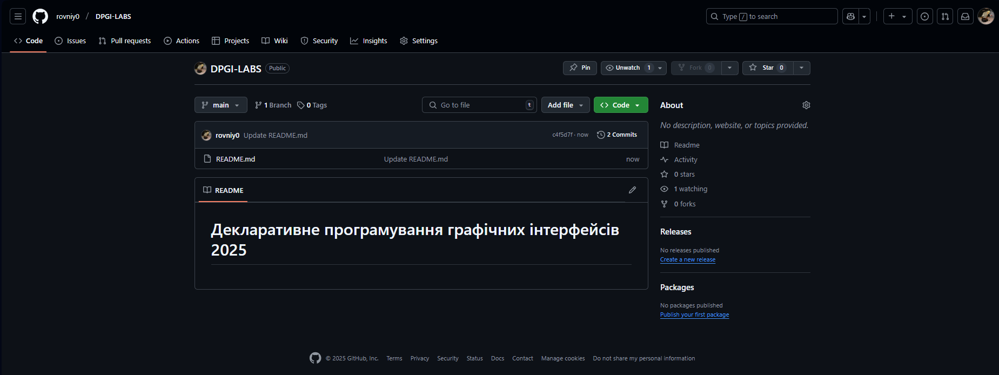 rovniy0 / DPGI-LABS
Type / to search
Code Issues Pull requests Actions Projects Wiki Security Insights Settings
DPGI-LABS Public
Pin Unwatch 1 Fork 0 Star 0
main 1 Branch 0 Tags Go to file t Add file Code
rovniy0 Update README.md c4f5d7f · now 2 Commits
README.md Update README.md now
README
Декларативне програмування графічних інтерфейсів
2025
About
No description, website, or topics provided.
Readme
Activity
0 stars
1 watching
0 forks
Releases
No releases published
Create a new release
Packages
No packages published
Publish your first package
© 2025 GitHub, Inc. Terms Privacy Security Status Docs Contact Manage cookies Do not share my personal information